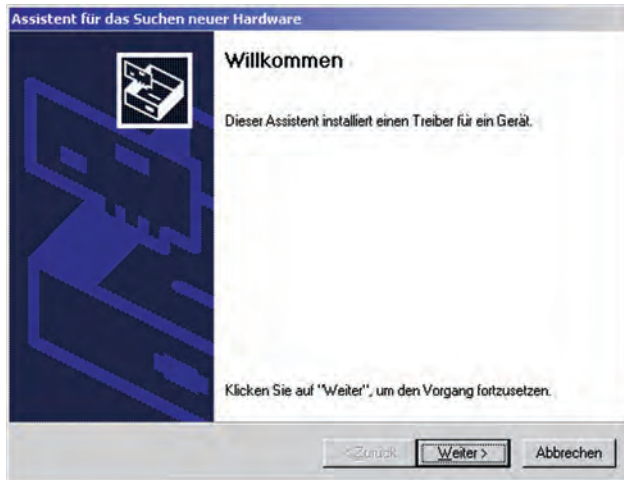 Assistent für das Suchen neuer Hardware
Willkommen
Dieser Assistent installiert einen Treiber für ein Gerät.
Klicken Sie auf "Weiter", um den Vorgang fortzusetzen.
< Zurück
Weiter >
Abbrechen